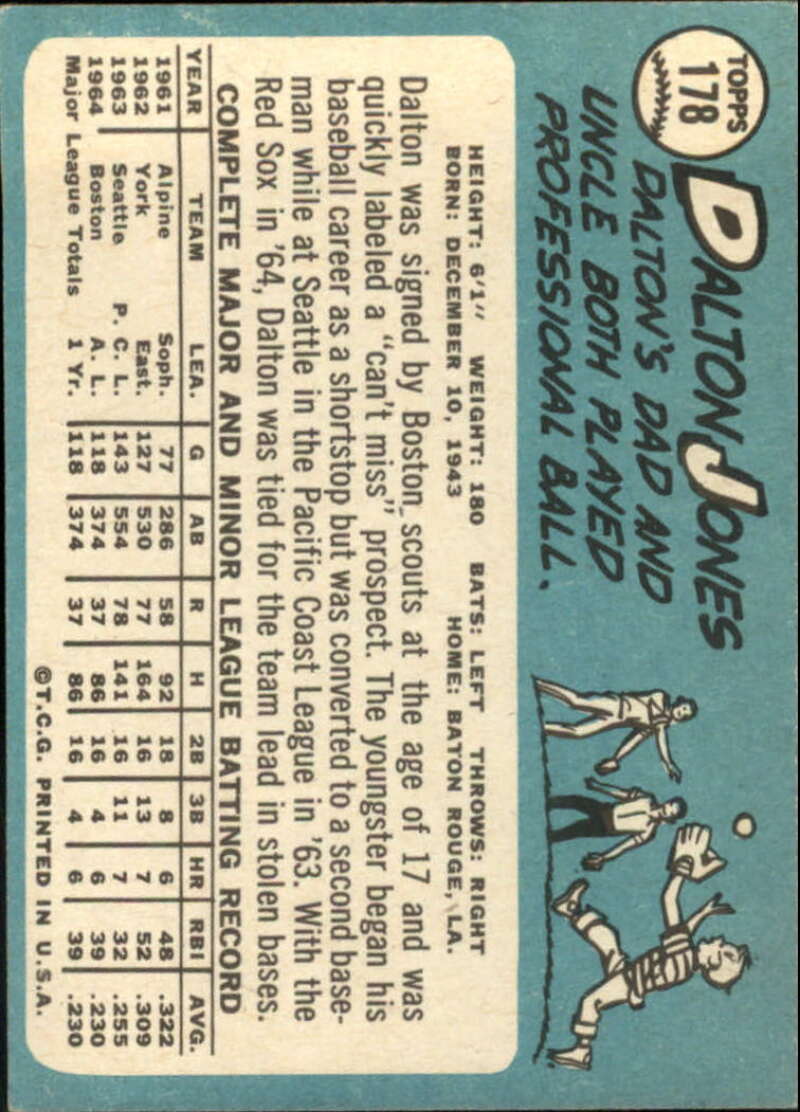 TOPPS
178
DALTON JONES
DALTON'S DAD AND
UNCLE BOTH PLAYED
PROFESSIONAL BALL.
HEIGHT: 6'1" WEIGHT: 180 BATS: LEFT THROWS: RIGHT
BORN: DECEMBER 10, 1943 HOME: BATON ROUGE, LA.
Dalton was signed by Boston scouts at the age of 17 and was
quickly labeled a "can't miss" prospect. The youngster began his
baseball career as a shortstop but was converted to a second base-
man while at Seattle in the Pacific Coast League in '63. With the
Red Sox in '64, Dalton was tied for the team lead in stolen bases.
COMPLETE MAJOR AND MINOR LEAGUE BATTING RECORD
YEAR TEAM LEA. G AB R H 2B 3B HR RBI AVG.
1961 Alpine Soph. 77 286 58 92 18 8 6 48 .322
1962 York East. 127 530 77 164 16 13 7 52 .309
1963 Seattle P. C. L. 143 554 78 141 16 11 7 32 .255
1964 Boston A. L. 118 374 37 86 16 4 6 39 .230
Major League Totals 1 Yr. 118 374 37 86 16 4 6 39 .230
©T.C.G. PRINTED IN U.S.A.